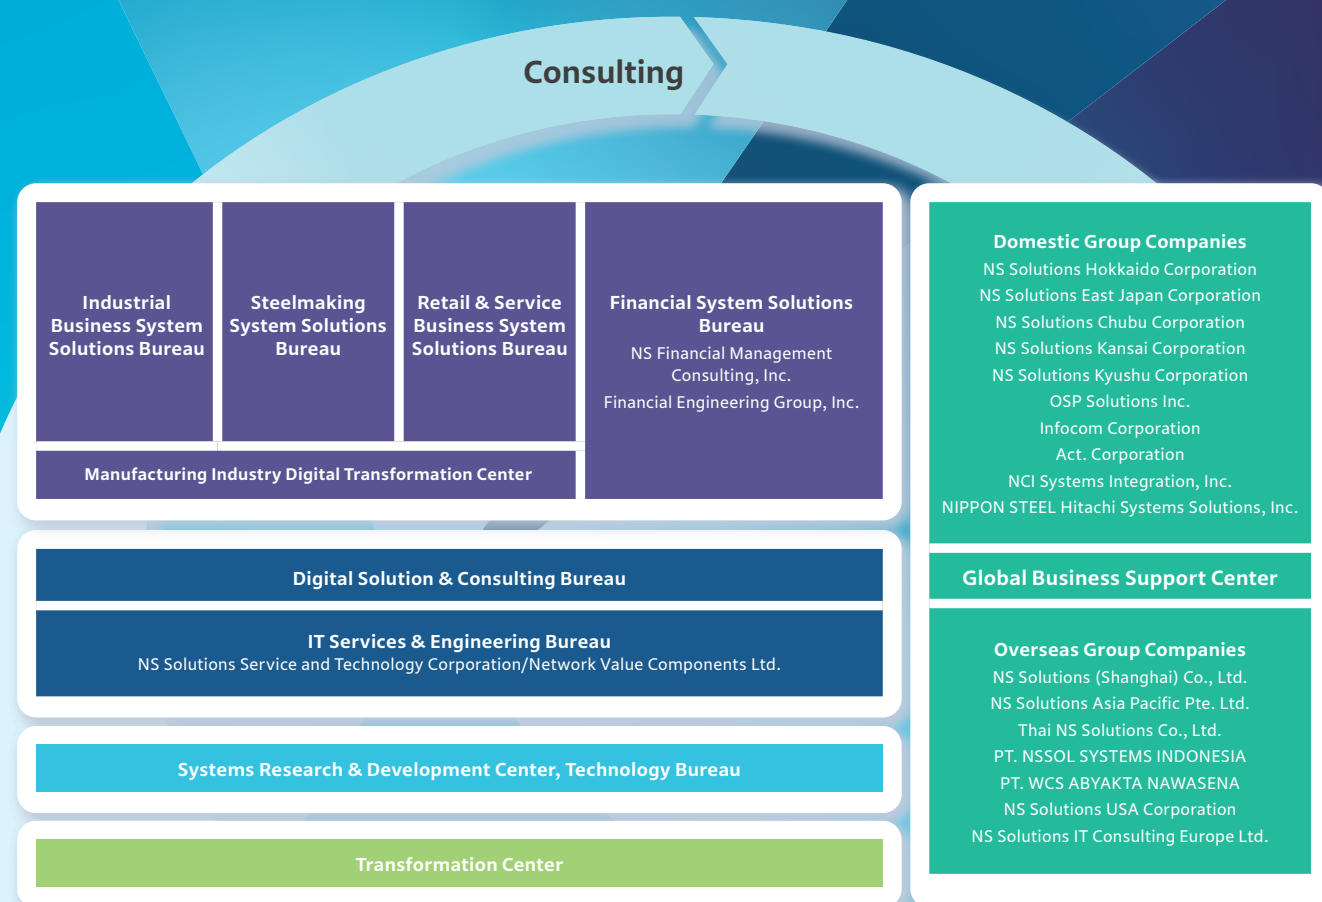 Consulting
Industrial
Business System
Solutions Bureau
Steelmaking
System Solutions
Bureau
Retail & Service
Business System
Solutions Bureau
Financial System Solutions
Bureau
NS Financial Management
Consulting, Inc.
Financial Engineering Group, Inc.
Manufacturing Industry Digital Transformation Center
Digital Solution & Consulting Bureau
IT Services & Engineering Bureau
NS Solutions Service and Technology Corporation/Network Value Components Ltd.
Systems Research & Development Center, Technology Bureau
Transformation Center
Domestic Group Companies
NS Solutions Hokkaido Corporation
NS Solutions East Japan Corporation
NS Solutions Chubu Corporation
NS Solutions Kansai Corporation
NS Solutions Kyushu Corporation
OSP Solutions Inc.
Infocom Corporation
Act. Corporation
NCI Systems Integration, Inc.
NIPPON STEEL Hitachi Systems Solutions, Inc.
Global Business Support Center
Overseas Group Companies
NS Solutions (Shanghai) Co., Ltd.
NS Solutions Asia Pacific Pte. Ltd.
Thai NS Solutions Co., Ltd.
PT. NSSOL SYSTEMS INDONESIA
PT. WCS ABYAKTA NAWASENA
NS Solutions USA Corporation
NS Solutions IT Consulting Europe Ltd.